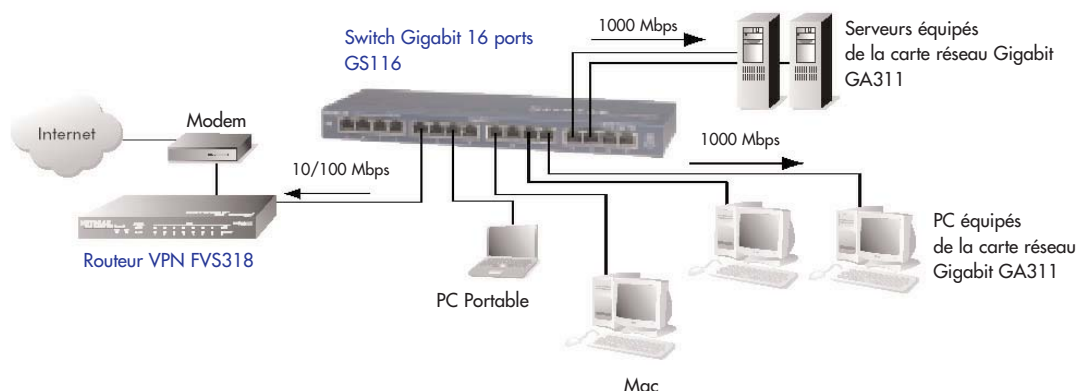 Switch Gigabit 16 ports
GS116
1000 Mbps
Serveurs équipés
de la carte réseau Gigabit
GA311
Internet
Modem
10/100 Mbps
1000 Mbps
NETGEAR
Routeur VPN FVS318
PC Portable
Mac
PC équipés
de la carte réseau
Gigabit GA311